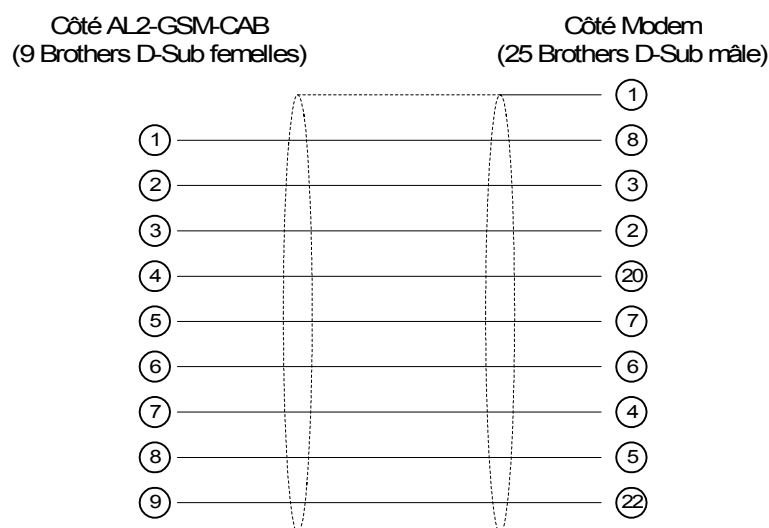 Côté AL2-GSM-CAB
(9 Brothers D-Sub femelles)
Côté Modem
(25 Brothers D-Sub mâle)
1
1 8
2 3
3 2
4 20
5 7
6 6
7 4
8 5
9 22